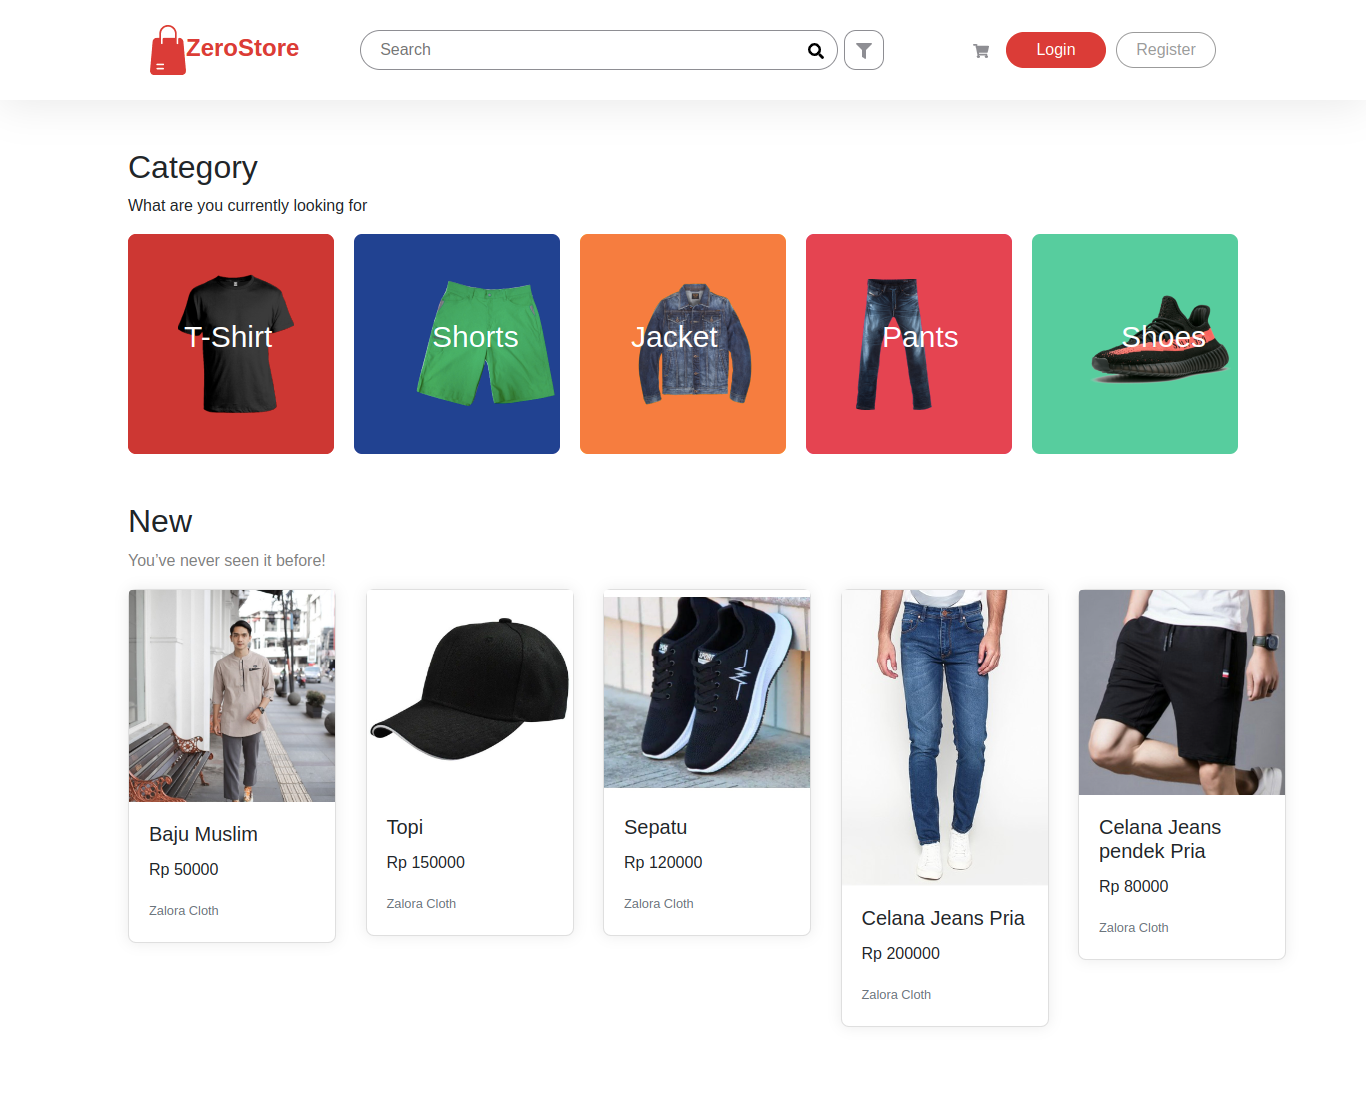 ZeroStore
Search
Login
Register
Category
What are you currently looking for
T-Shirt
Shorts
Jacket
Pants
Shoes
New
You’ve never seen it before!
Baju Muslim
Rp 50000
Zalora Cloth
Topi
Rp 150000
Zalora Cloth
Sepatu
Rp 120000
Zalora Cloth
Celana Jeans Pria
Rp 200000
Zalora Cloth
Celana Jeans
pendek Pria
Rp 80000
Zalora Cloth